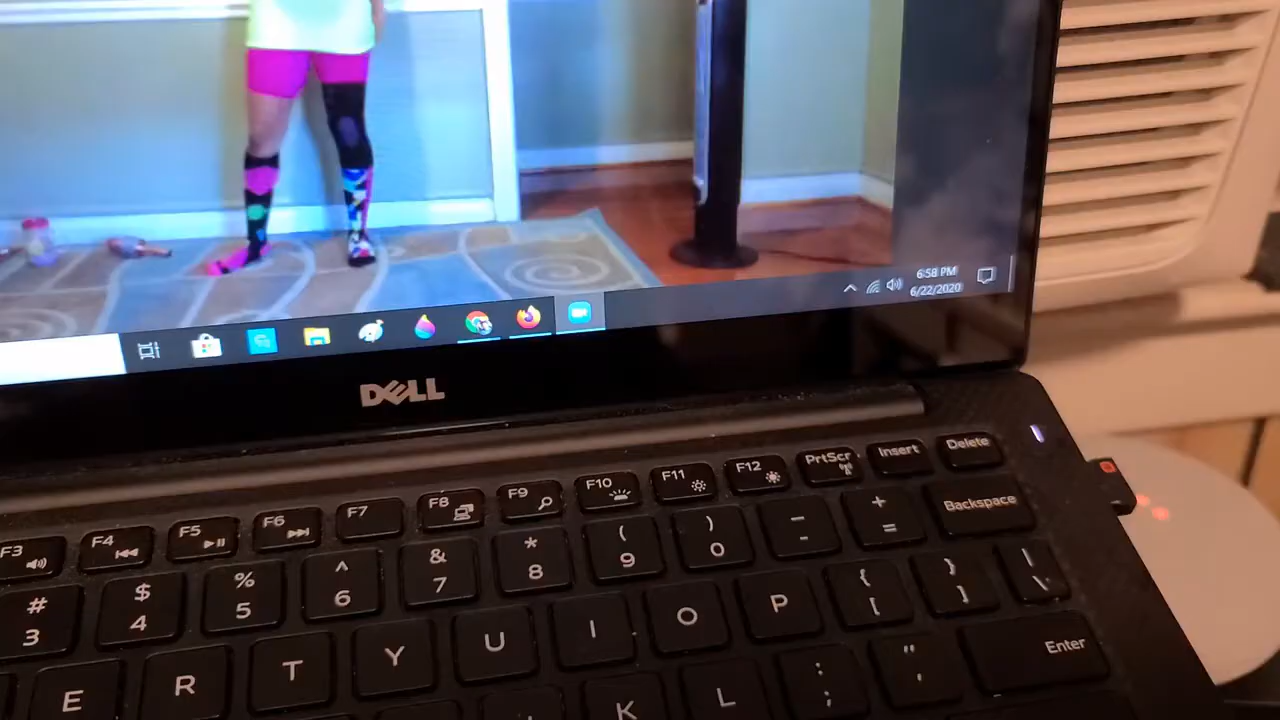 6:58 PM
6/22/2020
DELL
F3
F4
F5
F6
F7
F8
F9
F10
F11
F12
PrtScr
Insert
Delete
# 3
$ 4
% 5
^ 6
& 7
* 8
( 9
) 0
_ -
+ =
Backspace
E R T Y U I O P { [ } ] | \
K L : ; " '
Enter